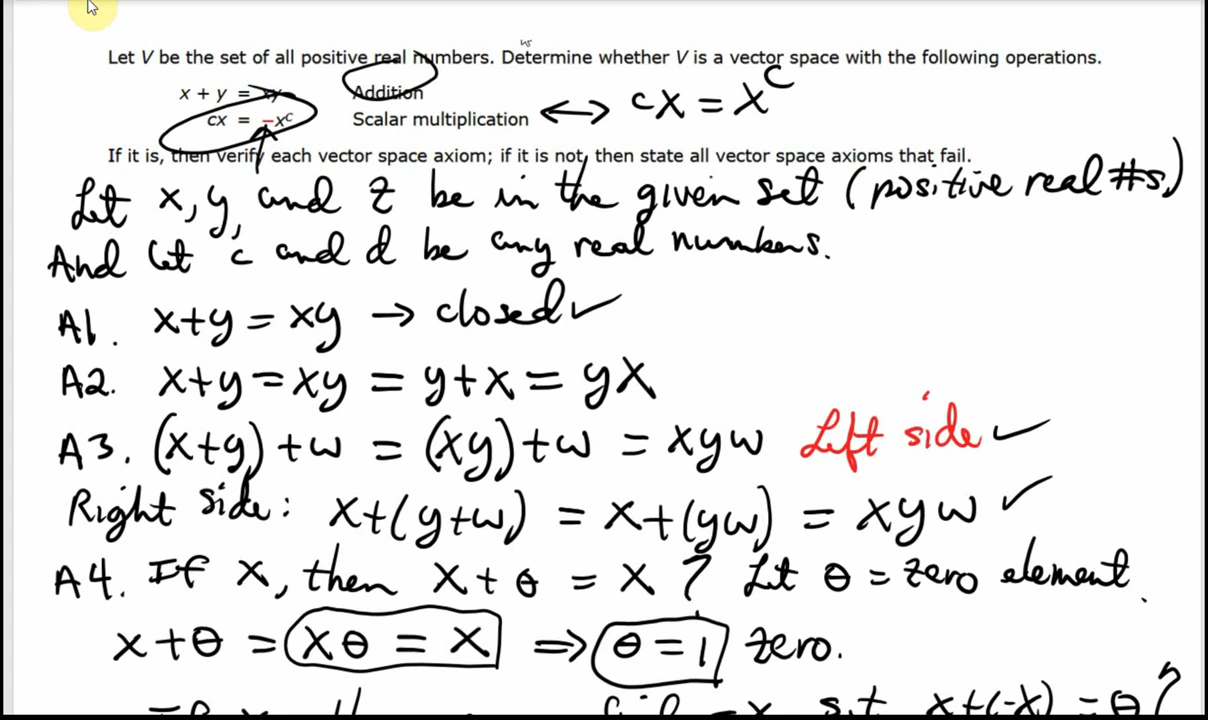 Let V be the set of all positive real numbers. Determine whether V is a vector space with the following operations.
x + y = xy Addition
cx = -x^c Scalar multiplication ↔ cx = x^c
If it is, then verify each vector space axiom; if it is not, then state all vector space axioms that fail.
Let x, y, and z be in the given set (positive real #s,)
And let c and d be any real numbers.
A1. x+y = xy → closed ✓
A2. x+y = xy = y+x = yx
A3. (x+y)+w = (xy)+w = xyw Left side ✓
Right side: x+(y+w) = x+(yw) = xyw ✓
A4. If x, then x+θ = x ? Let θ = zero element.
x+θ = xθ = x ⇒ θ = 1 zero.
x s.t. x+(-x) = θ ?